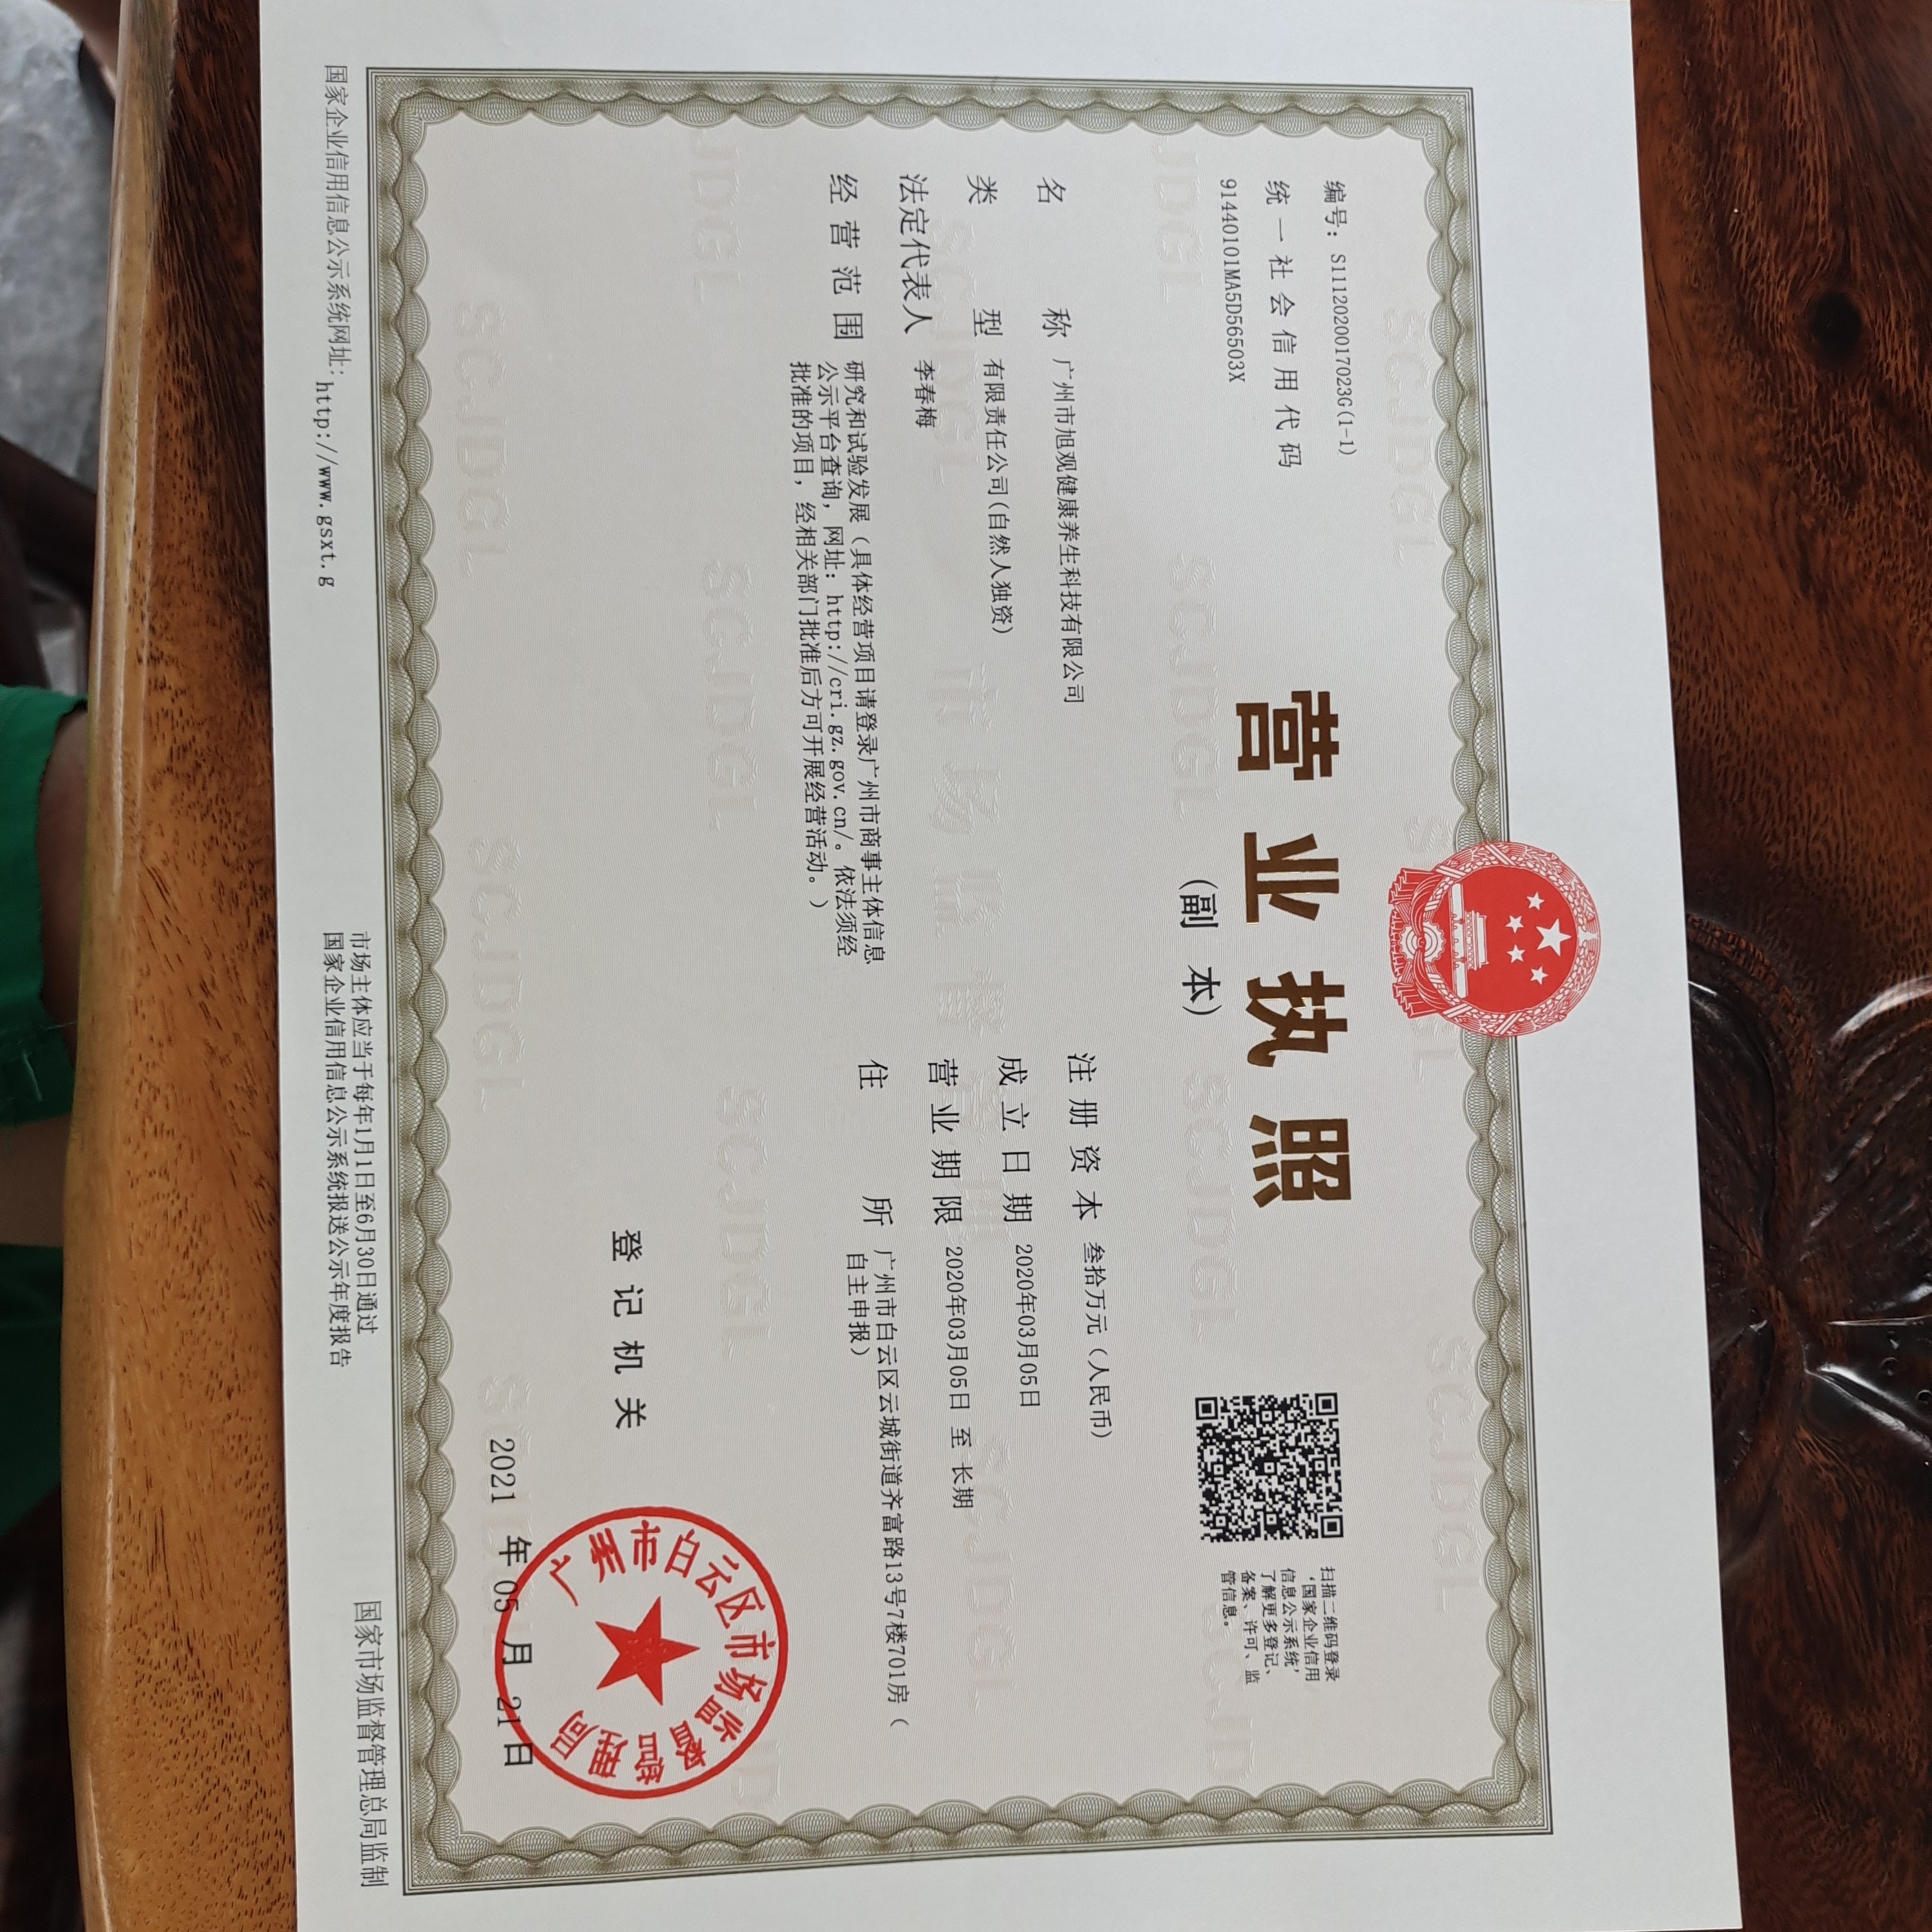 编号：S1112020017023G(1-1)
统一社会信用代码
91440101MA5D56503X
营业执照
（副 本）
扫描二维码登录
‘国家企业信用
信息公示系统’
了解更多登记、
备案、许可、监
管信息。
名 称 广州市旭观健康养生科技有限公司
类 型 有限责任公司(自然人独资)
法定代表人 李春梅
经营范围 研究和试验发展（具体经营项目请登录广州市商事主体信息
公示平台查询，网址：http://cri.gz.gov.cn/。依法须经
批准的项目，经相关部门批准后方可开展经营活动。）
注册资本 叁拾万元（人民币）
成立日期 2020年03月05日
营业期限 2020年03月05日 至 长期
住 所 广州市白云区云城街道齐富路13号7楼701房（
自主申报）
登记机关
广州市白云区市场监督管理局
2021 年 05 月 21 日
国家企业信用信息公示系统网址：http://www.gsxt.g
市场主体应当于每年1月1日至6月30日通过
国家企业信用信息公示系统报送公示年度报告
国家市场监督管理总局监制